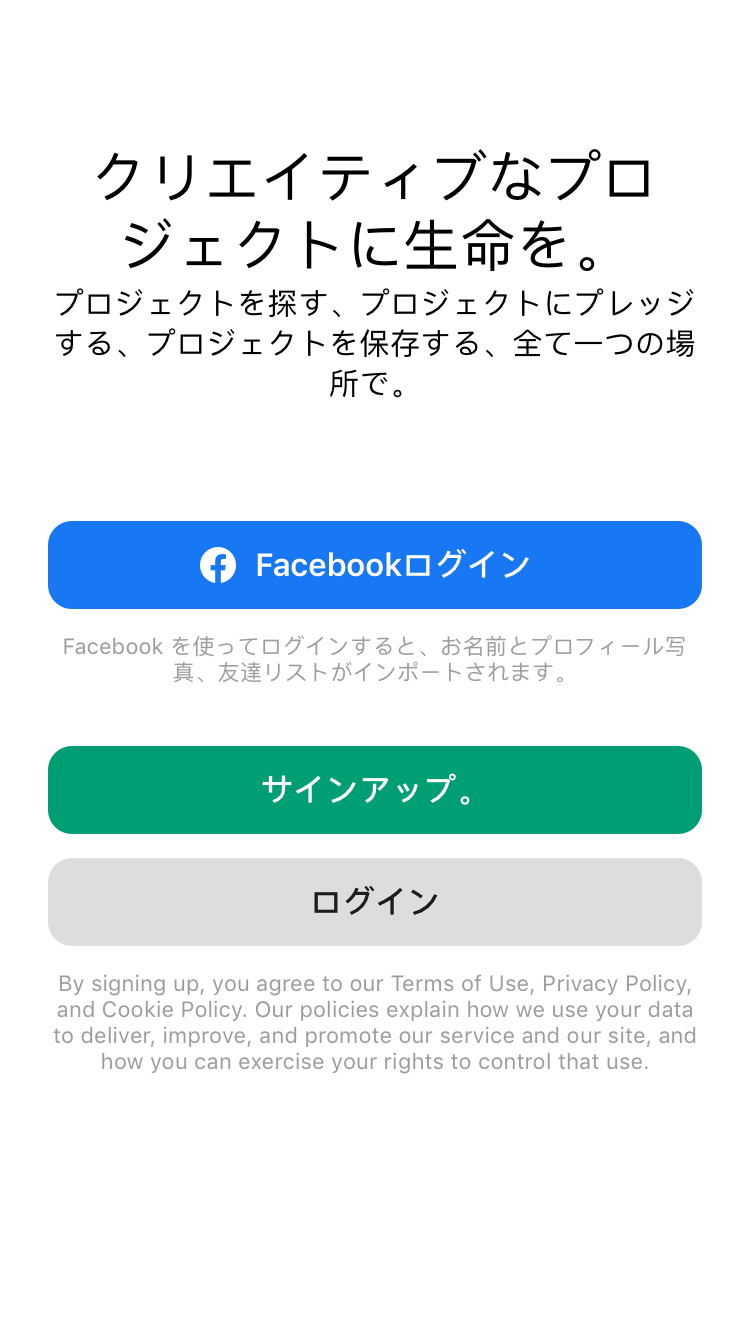 クリエイティブなプロ
ジェクトに生命を。
プロジェクトを探す、プロジェクトにプレッジ
する、プロジェクトを保存する、全て一つの場
所で。
Facebookログイン
Facebook を使ってログインすると、お名前とプロフィール写
真、友達リストがインポートされます。
サインアップ。
ログイン
By signing up, you agree to our Terms of Use, Privacy Policy,
and Cookie Policy. Our policies explain how we use your data
to deliver, improve, and promote our service and our site, and
how you can exercise your rights to control that use.